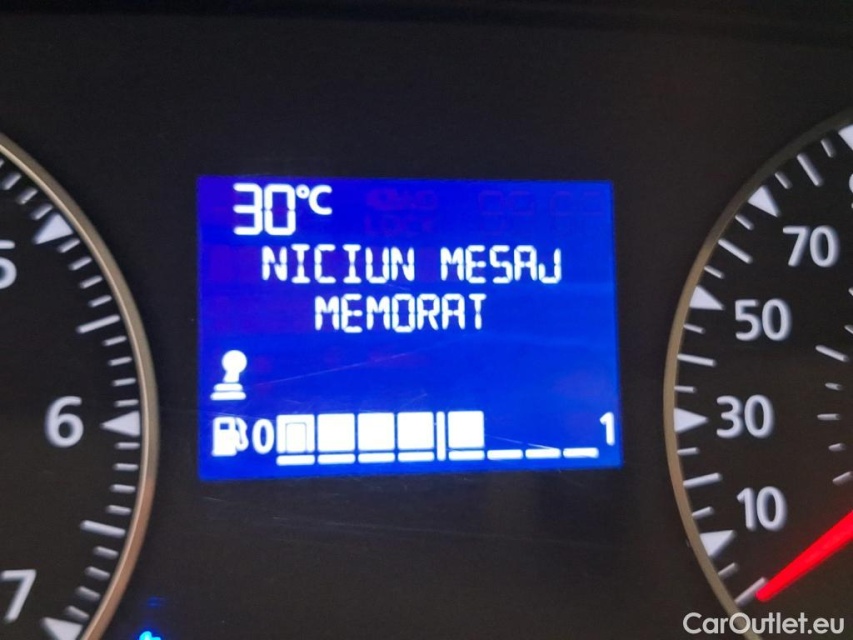 30°C
NICIUN MESAJ
MEMORAT
0 1
5
6
7
70
50
30
10
CarOutlet.eu